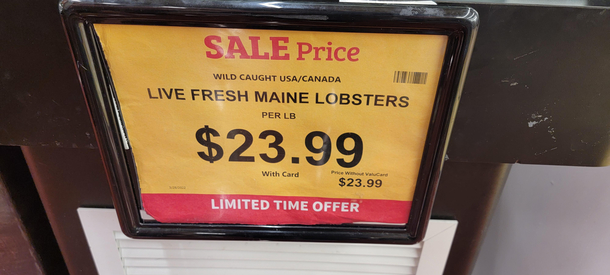 SALE Price
WILD CAUGHT USA/CANADA
LIVE FRESH MAINE LOBSTERS
PER LB
$23.99
With Card
Price Without ValuCard
$23.99
LIMITED TIME OFFER